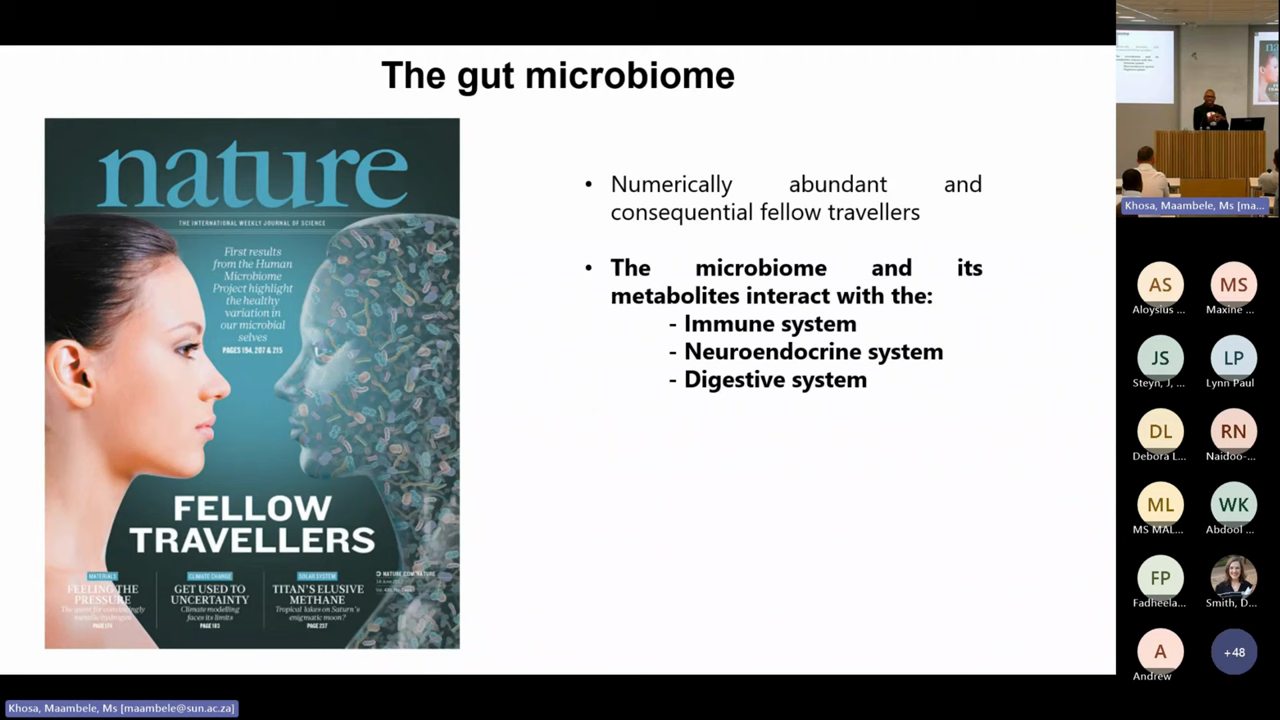 The gut microbiome
nature
THE INTERNATIONAL WEEKLY JOURNAL OF SCIENCE
First results
from the Human
Microbiome
Project highlight
the healthy
variation in
our microbial
selves
PAGES 194, 207 & 215
FELLOW
TRAVELLERS
MATERIALS
FEELING THE
PRESSURE
CLIMATE CHANGE
GET USED TO
UNCERTAINTY
Climate modelling
faces its limits
PAGE 183
SOLAR SYSTEM
TITAN'S ELUSIVE
METHANE
Tropical lakes on Saturn's
enigmatic moon?
PAGE 237
NATURE.COM/NATURE
• Numerically abundant and
consequential fellow travellers
• The microbiome and its
metabolites interact with the:
- Immune system
- Neuroendocrine system
- Digestive system
Khosa, Maambele, Ms [ma...
AS
Aloysius ...
MS
Maxine ...
JS
Steyn, J, ...
LP
Lynn Paul
DL
Debora L...
RN
Naidoo-...
ML
MS MAL...
WK
Abdool ...
FP
Fadheela...
Smith, D...
A
Andrew
+48
Khosa, Maambele, Ms [maambele@sun.ac.za]